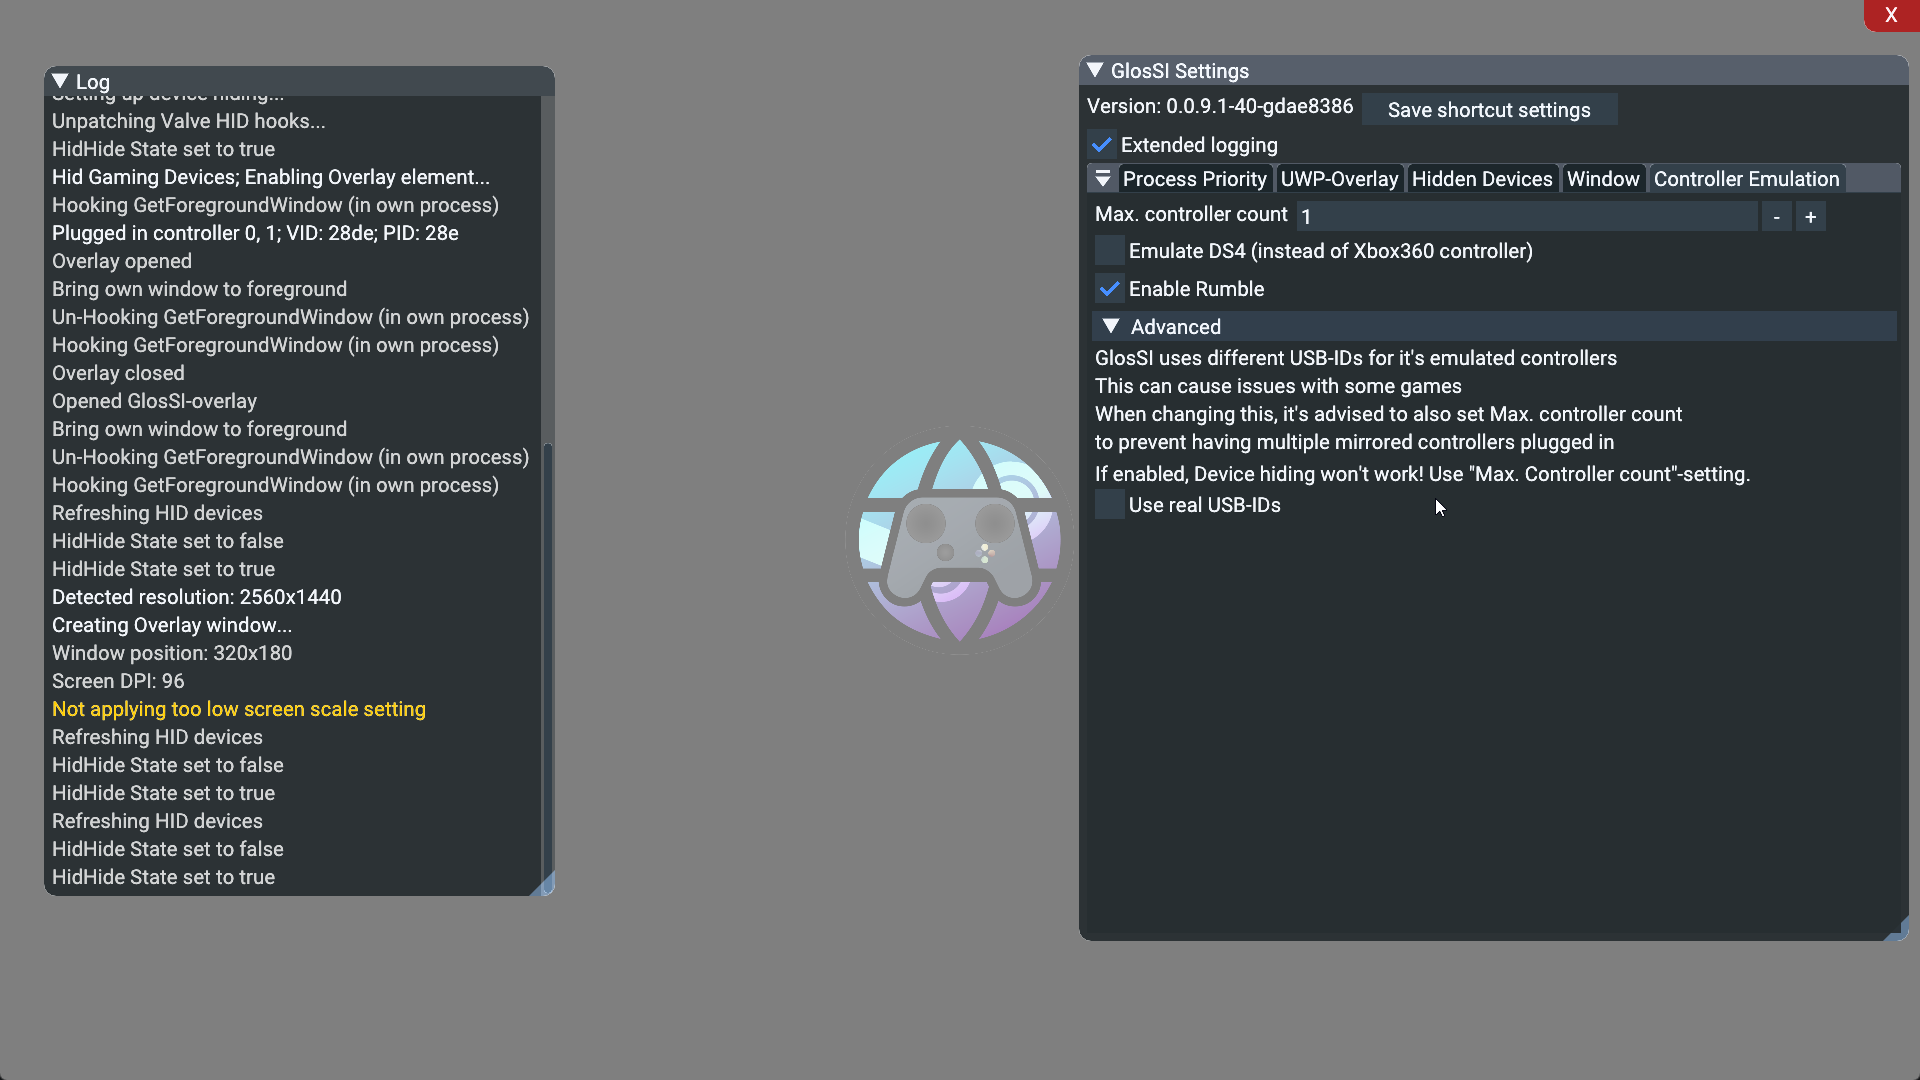 X
Log
Setting up device hiding...
Unpatching Valve HID hooks...
HidHide State set to true
Hid Gaming Devices; Enabling Overlay element...
Hooking GetForegroundWindow (in own process)
Plugged in controller 0, 1; VID: 28de; PID: 28e
Overlay opened
Bring own window to foreground
Un-Hooking GetForegroundWindow (in own process)
Hooking GetForegroundWindow (in own process)
Overlay closed
Opened GlosSI-overlay
Bring own window to foreground
Un-Hooking GetForegroundWindow (in own process)
Hooking GetForegroundWindow (in own process)
Refreshing HID devices
HidHide State set to false
HidHide State set to true
Detected resolution: 2560x1440
Creating Overlay window...
Window position: 320x180
Screen DPI: 96
Not applying too low screen scale setting
Refreshing HID devices
HidHide State set to false
HidHide State set to true
Refreshing HID devices
HidHide State set to false
HidHide State set to true
GlosSI Settings
Version: 0.0.9.1-40-gdae8386 Save shortcut settings
Extended logging
Process Priority UWP-Overlay Hidden Devices Window Controller Emulation
Max. controller count 1 - +
Emulate DS4 (instead of Xbox360 controller)
Enable Rumble
Advanced
GlosSI uses different USB-IDs for it's emulated controllers
This can cause issues with some games
When changing this, it's advised to also set Max. controller count
to prevent having multiple mirrored controllers plugged in
If enabled, Device hiding won't work! Use "Max. Controller count"-setting.
Use real USB-IDs